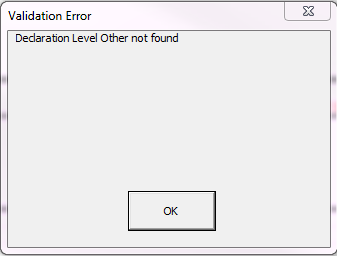 Validation Error
Declaration Level Other not found
OK